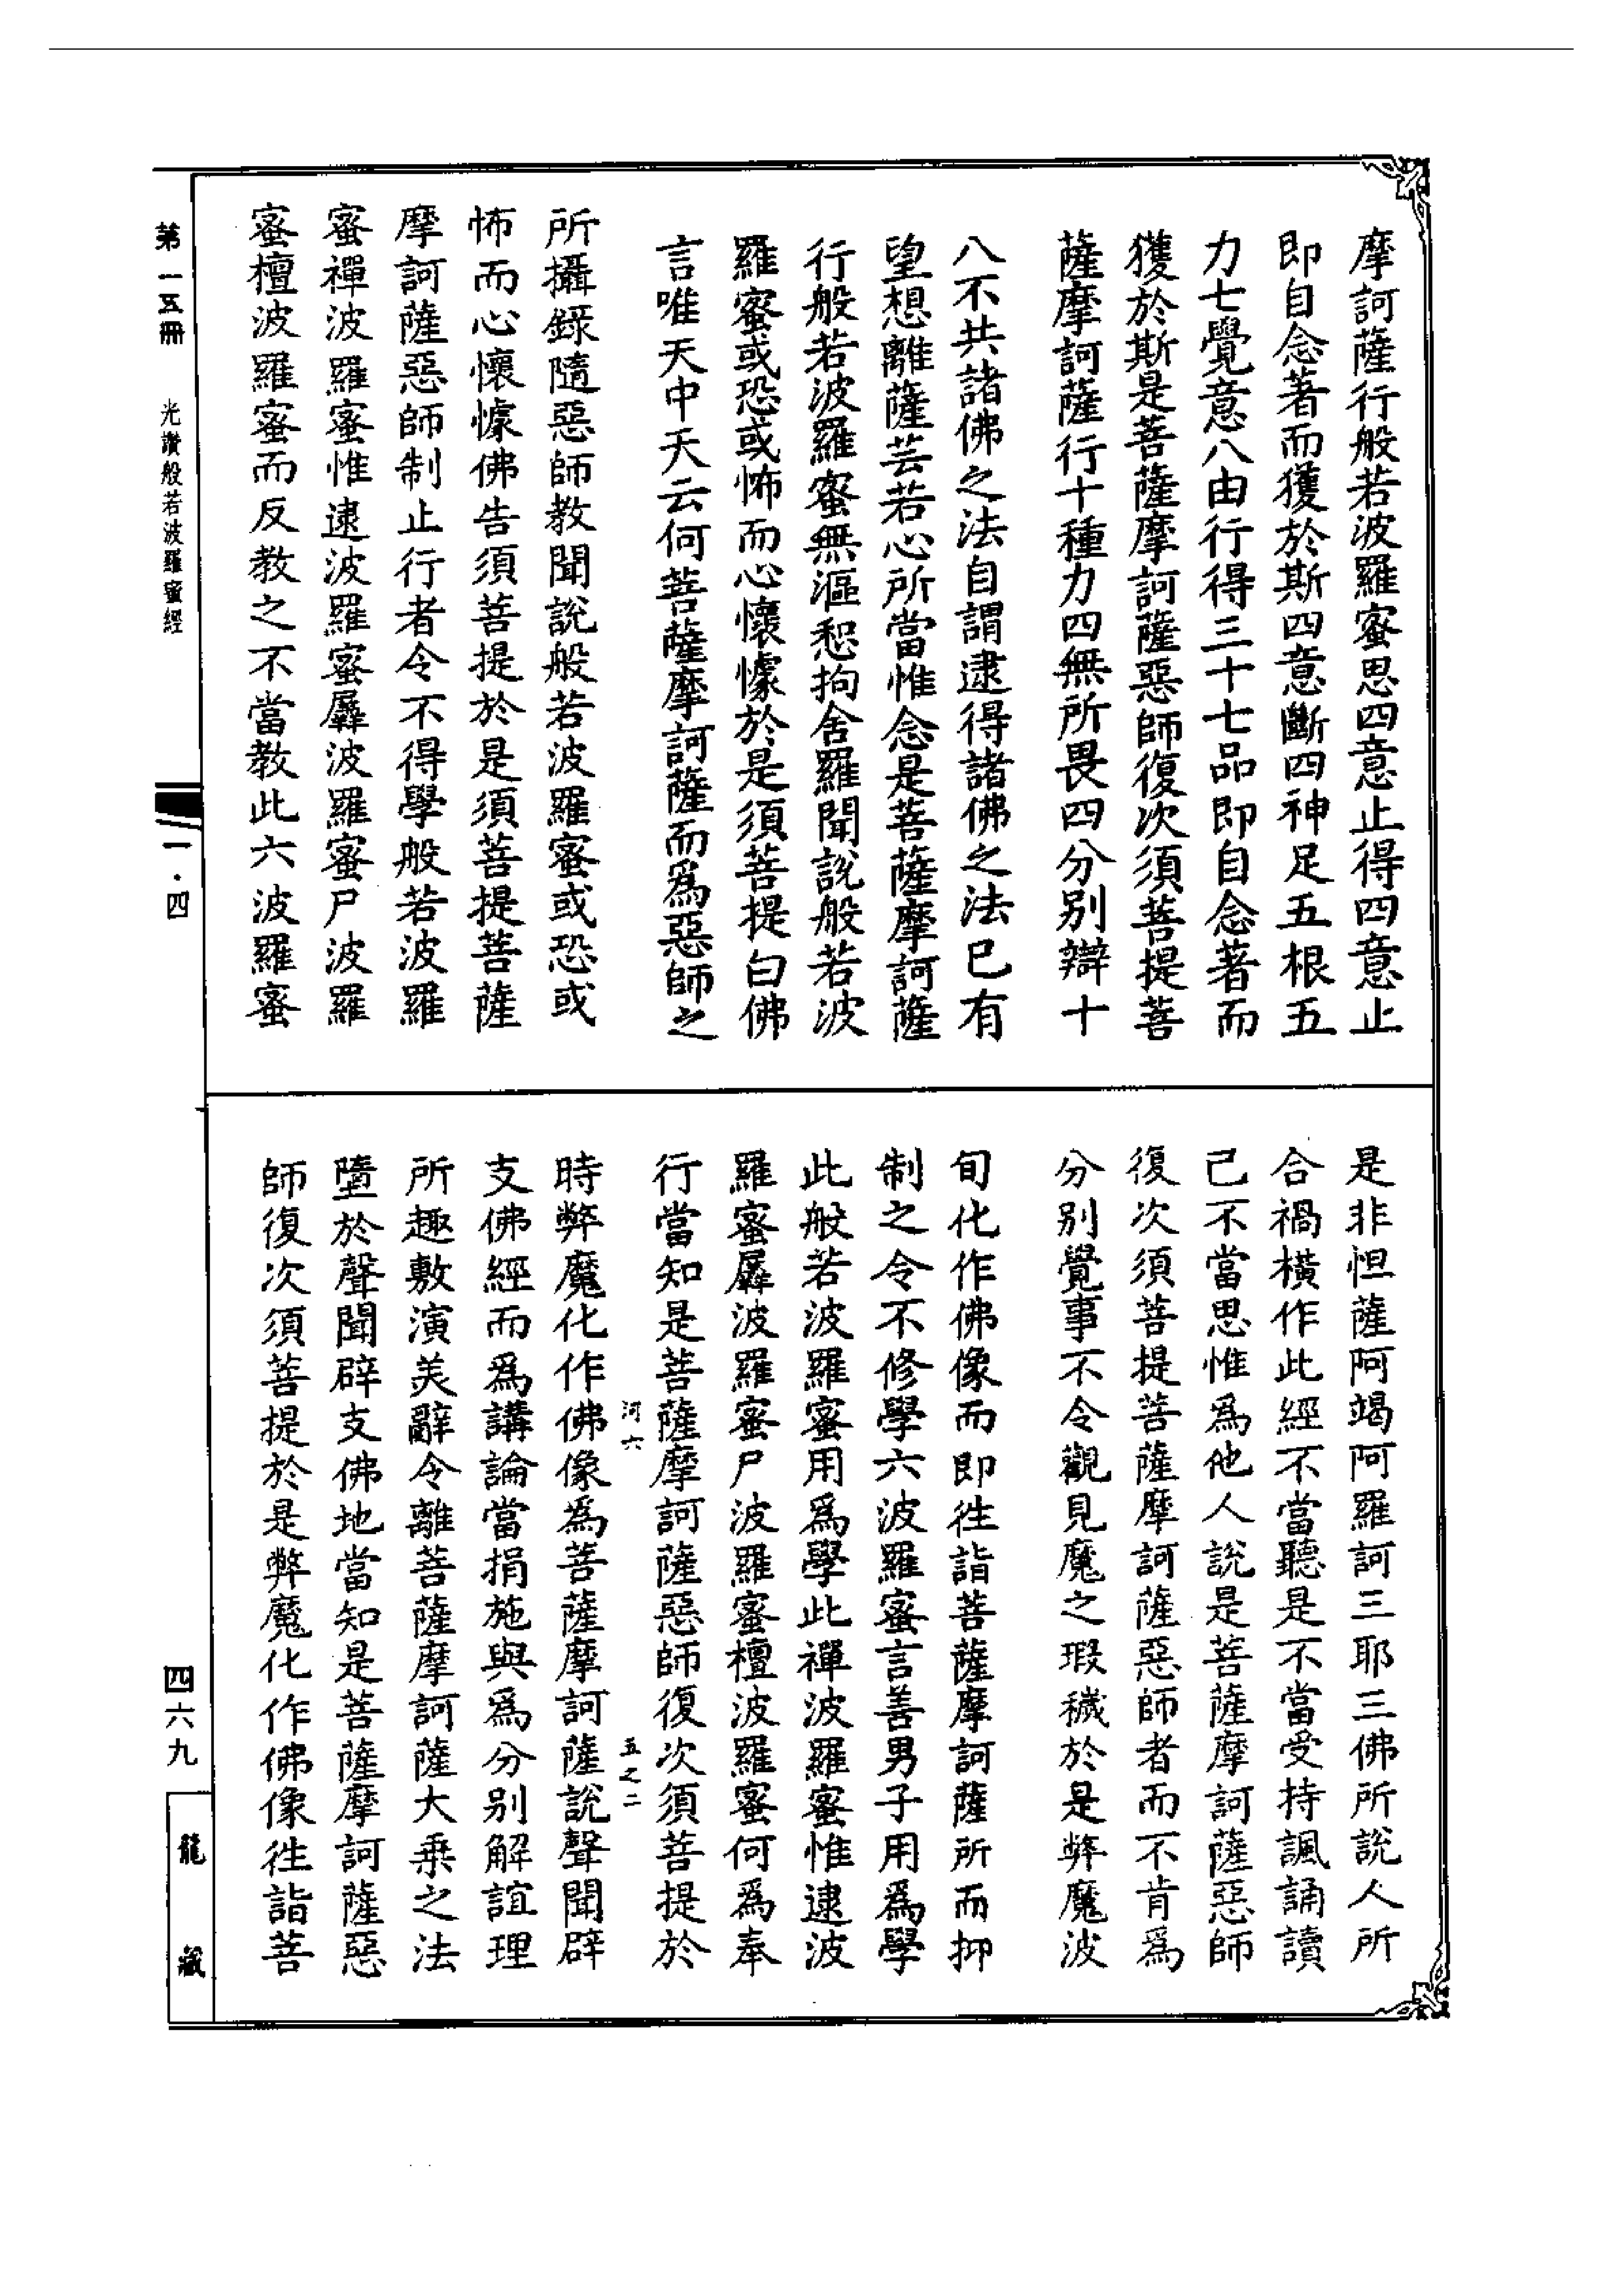 摩訶薩行般若波羅蜜思四意止得四意止
即自念著而獲於斯四意斷四神足五根五
力七覺意八由行得三十七品即自念著而
獲於斯是菩薩摩訶薩惡師復次須菩提菩
薩摩訶薩行十種力四無所畏四分別辯十
八不共諸佛之法自謂逮得諸佛之法已有
望想離薩芸若心所當惟念是菩薩摩訶薩
行般若波羅蜜無漚惒拘舍羅聞說般若波
羅蜜或恐或怖而心懷懅於是須菩提白佛
言唯天中天云何菩薩摩訶薩而為惡師之
所攝錄隨惡師教聞說般若波羅蜜或恐或
怖而心懷懅佛告須菩提於是須菩提菩薩
摩訶薩惡師制止行者令不得學般若波羅
蜜禪波羅蜜惟逮波羅蜜羼波羅蜜尸波羅
蜜檀波羅蜜而反教之不當教此六波羅蜜
是非怛薩阿竭阿羅訶三耶三佛所說人所
合禍橫作此經不當聽是不當受持諷誦讀
己不當思惟為他人說是菩薩摩訶薩惡師
復次須菩提菩薩摩訶薩惡師者而不肯為
分別覺事不令觀見魔之瑕穢於是弊魔波
旬化作佛像而即徃詣菩薩摩訶薩所而抑
制之令不修學六波羅蜜言善男子用為學
此般若波羅蜜用為學此禪波羅蜜惟逮波
羅蜜羼波羅蜜尸波羅蜜檀波羅蜜何為奉
行當知是菩薩摩訶薩惡師復次須菩提於
河六 五之二
時弊魔化作佛像為菩薩摩訶薩說聲聞辟
支佛經而為講論當捐施與為分別解誼理
所趣敷演美辭令離菩薩摩訶薩大乘之法
墮於聲聞辟支佛地當知是菩薩摩訶薩惡
師復次須菩提於是弊魔化作佛像徃詣菩
第一五冊 光讚般若波羅蜜經
一·四
四六九
龍藏